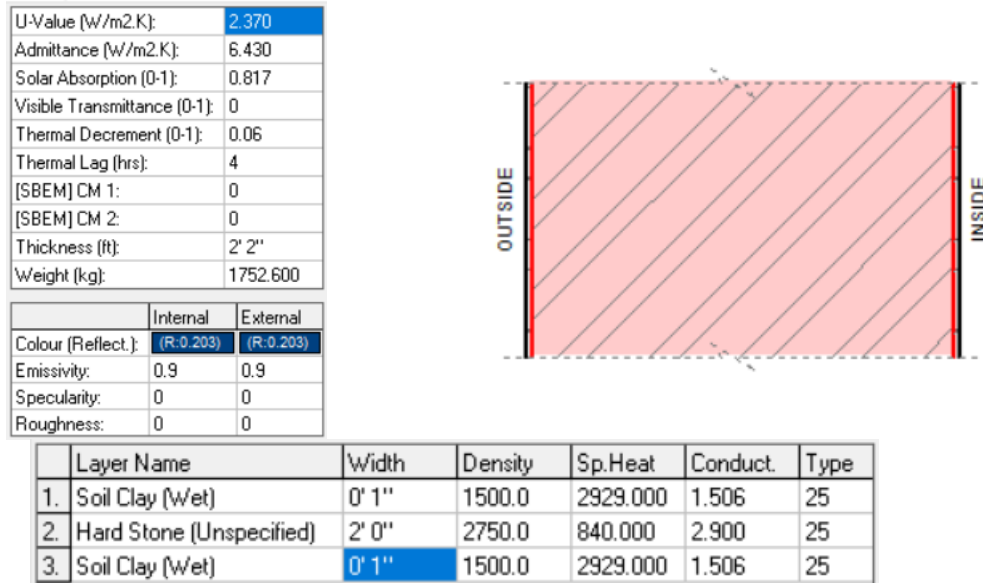 U-Value (W/m2.K): 2.370
Admittance (W/m2.K): 6.430
Solar Absorption (0-1): 0.817
Visible Transmittance (0-1): 0
Thermal Decrement (0-1): 0.06
Thermal Lag (hrs): 4
[SBEM] CM 1: 0
[SBEM] CM 2: 0
Thickness (ft): 2' 2"
Weight (kg): 1752.600
Internal External
Colour (Reflect.): (R:0.203) (R:0.203)
Emissivity: 0.9 0.9
Specularity: 0 0
Roughness: 0 0
OUTSIDE
INSIDE
Layer Name Width Density Sp.Heat Conduct. Type
1. Soil Clay (Wet) 0' 1" 1500.0 2929.000 1.506 25
2. Hard Stone (Unspecified) 2' 0" 2750.0 840.000 2.900 25
3. Soil Clay (Wet) 0' 1" 1500.0 2929.000 1.506 25